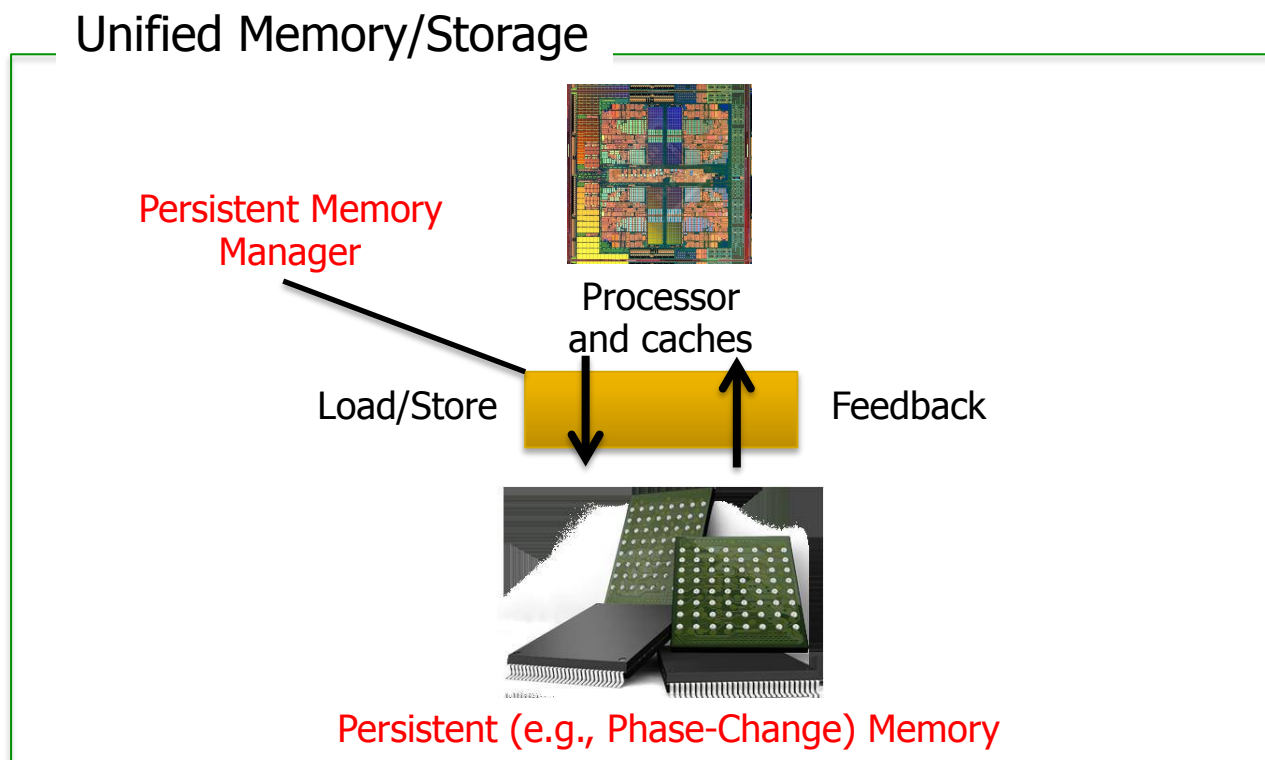 Unified Memory/Storage
Persistent Memory
Manager
Processor
and caches
Load/Store
Feedback
Persistent (e.g., Phase-Change) Memory